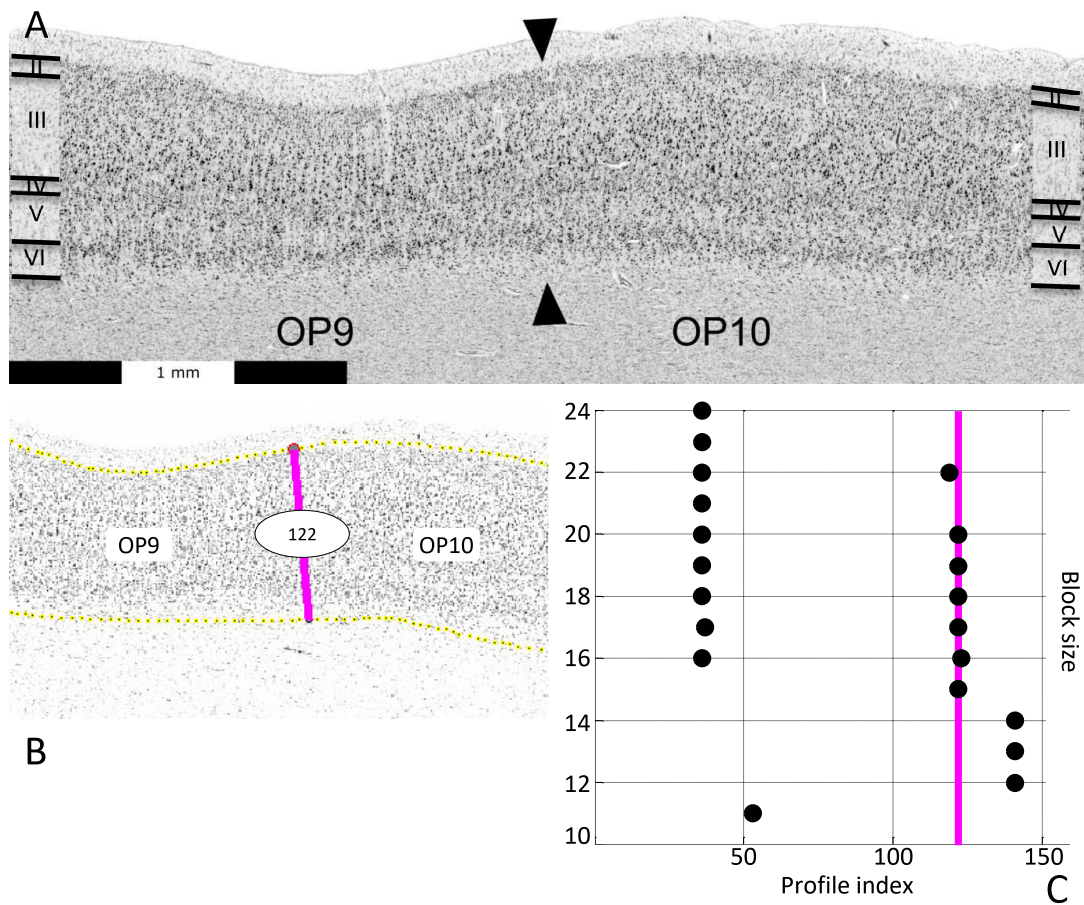 A
II
III
IV
V
VI
II
III
IV
V
VI
OP9
OP10
1 mm
OP9
122
OP10
B
24
22
20
18
16
14
12
10
50
100
150
Profile index
Block size
C